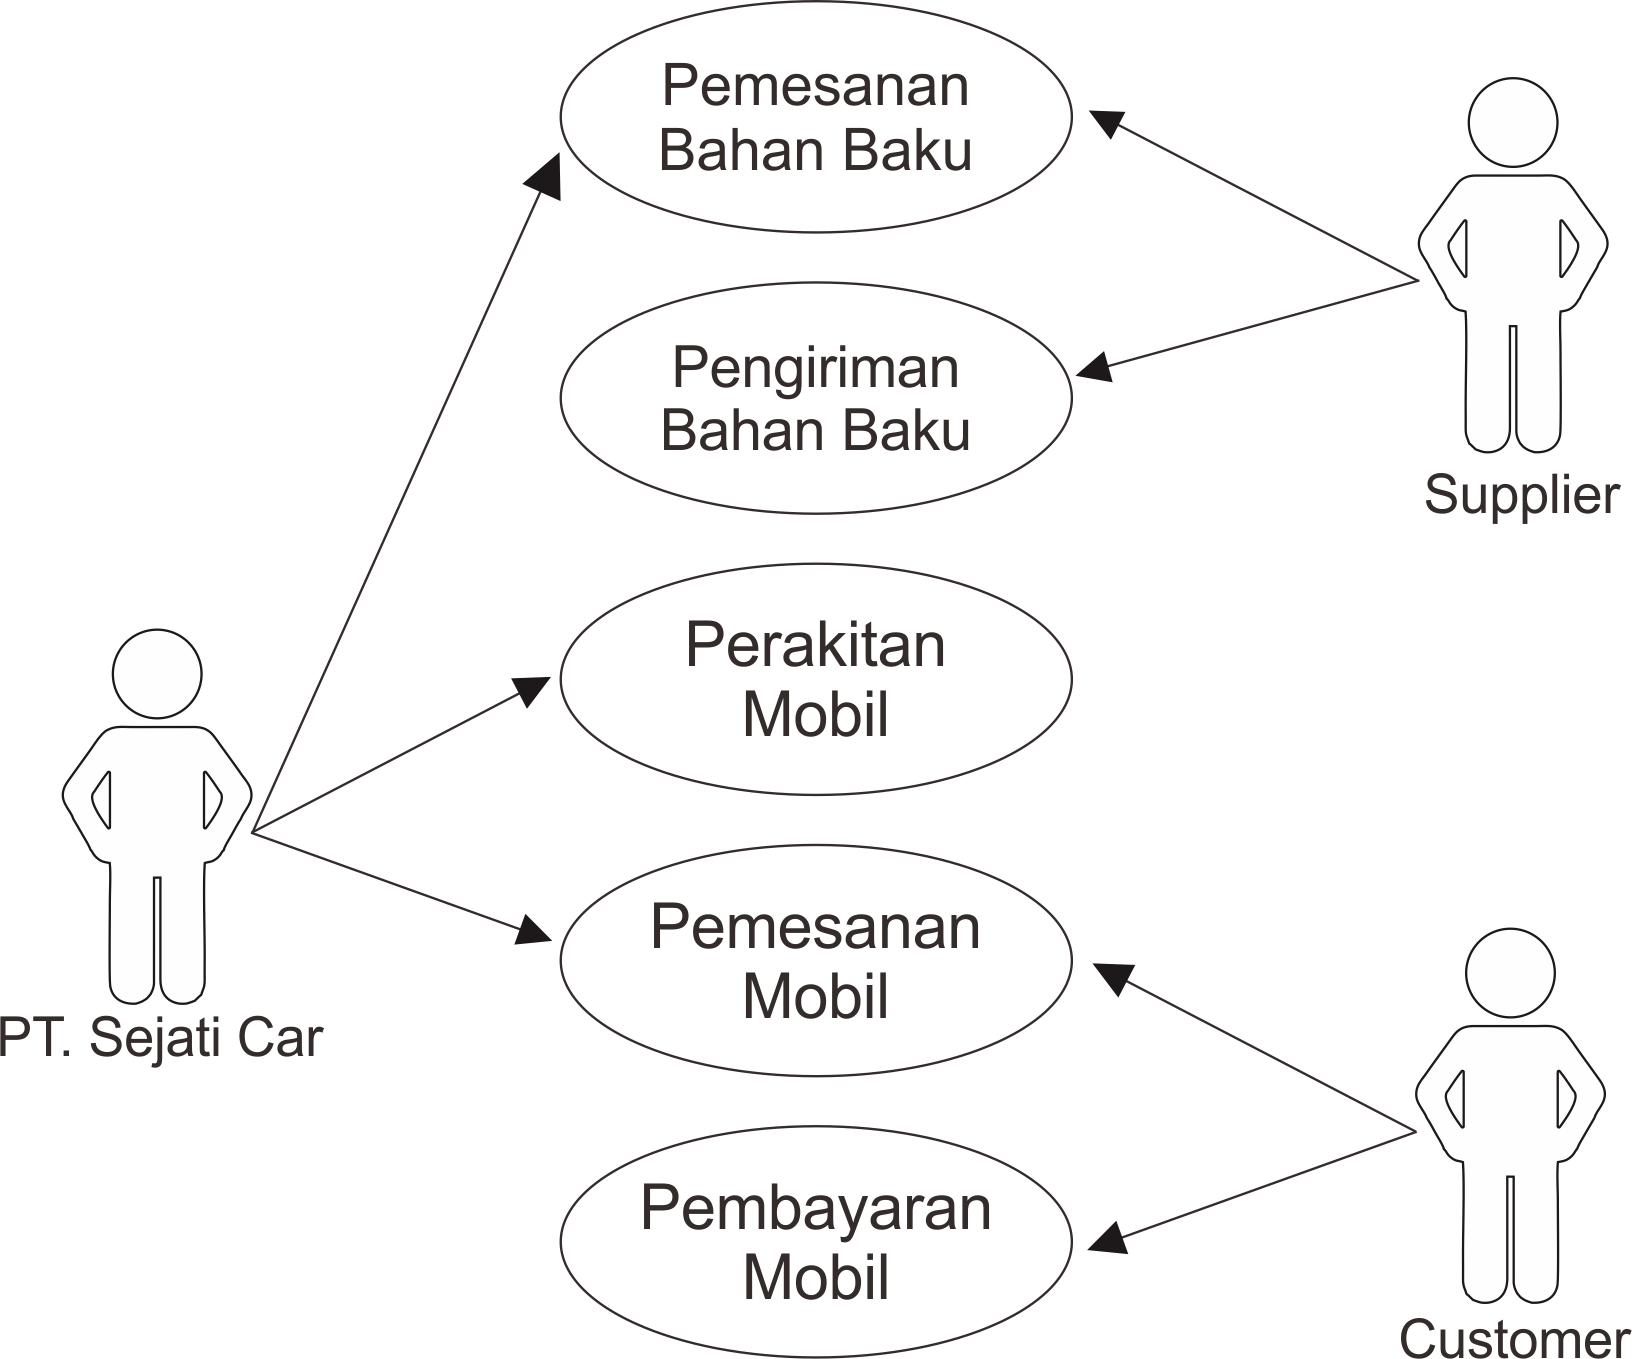 Pemesanan
Bahan Baku
Pengiriman
Bahan Baku
Supplier
Perakitan
Mobil
Pemesanan
Mobil
PT. Sejati Car
Pembayaran
Mobil
Customer